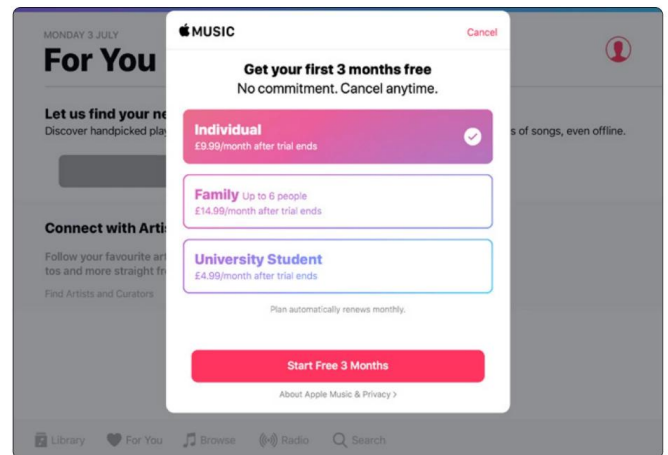 MONDAY 3 JULY
For You
Let us find your ne
Discover handpicked play
s of songs, even offline.
Connect with Arti
Follow your favourite art
tos and more straight fr
Find Artists and Curators
MUSIC
Cancel
Get your first 3 months free
No commitment. Cancel anytime.
Individual
£9.99/month after trial ends
Family Up to 6 people
£14.99/month after trial ends
University Student
£4.99/month after trial ends
Plan automatically renews monthly.
Start Free 3 Months
About Apple Music & Privacy >
Library For You Browse Radio Search